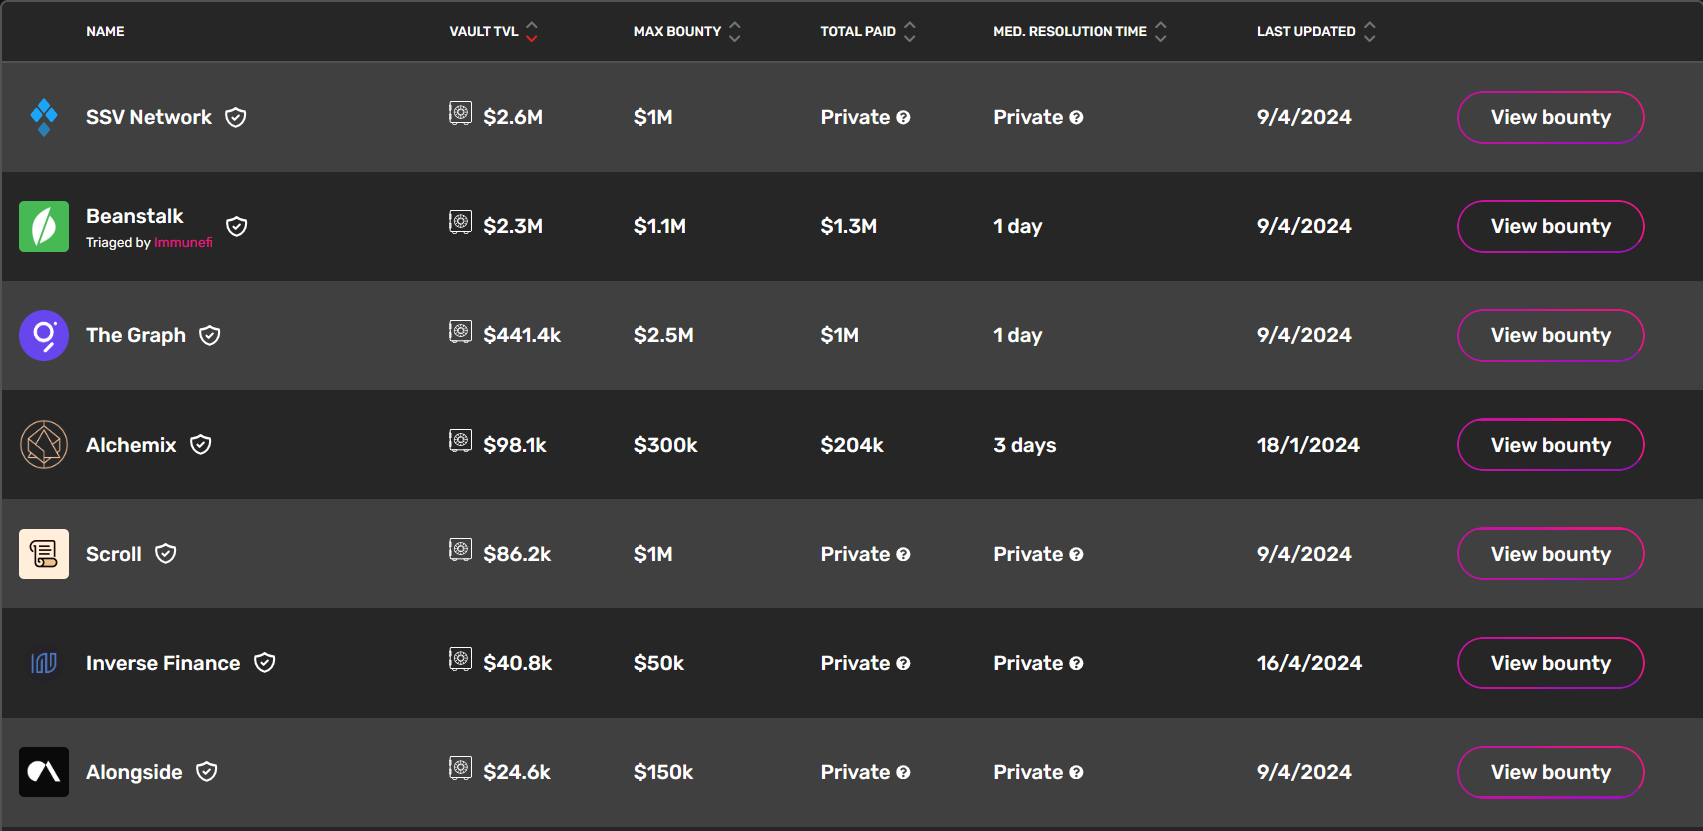 NAME VAULT TVL MAX BOUNTY TOTAL PAID MED. RESOLUTION TIME LAST UPDATED
SSV Network $2.6M $1M Private Private 9/4/2024 View bounty
Beanstalk $2.3M $1.1M $1.3M 1 day 9/4/2024 View bounty
Triaged by Immunefi
The Graph $441.4k $2.5M $1M 1 day 9/4/2024 View bounty
Alchemix $98.1k $300k $204k 3 days 18/1/2024 View bounty
Scroll $86.2k $1M Private Private 9/4/2024 View bounty
Inverse Finance $40.8k $50k Private Private 16/4/2024 View bounty
Alongside $24.6k $150k Private Private 9/4/2024 View bounty